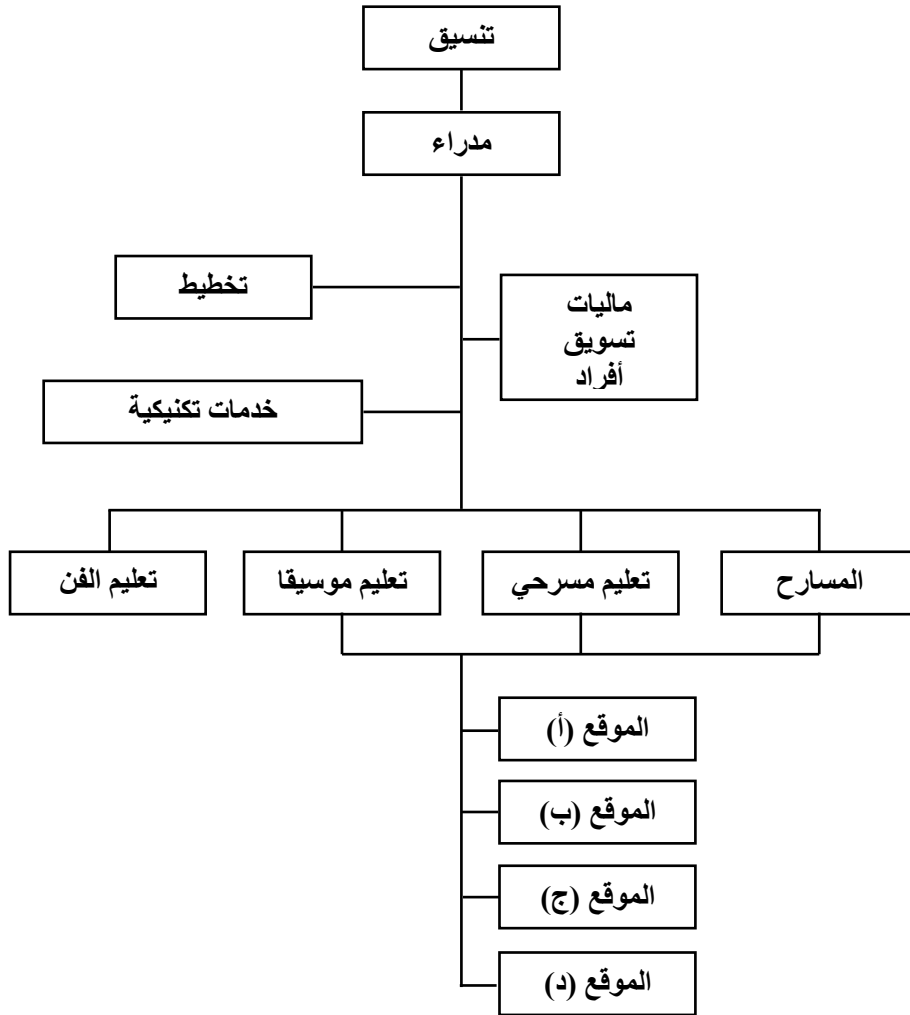 تنسيق
مدراء
تخطيط
ماليات
تسويق
أفراد
خدمات تكنيكية
المسارح
تعليم مسرحي
تعليم موسيقا
تعليم الفن
الموقع (أ)
الموقع (ب)
الموقع (ج)
الموقع (د)